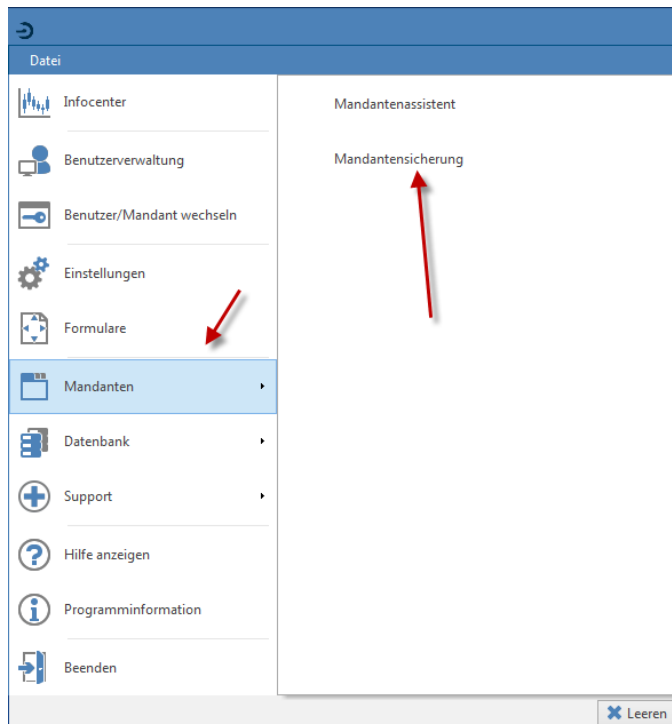 Datei
Infocenter
Benutzerverwaltung
Benutzer/Mandant wechseln
Einstellungen
Formulare
Mandanten
Datenbank
Support
Hilfe anzeigen
Programminformation
Beenden
Mandantenassistent
Mandantensicherung
Leeren